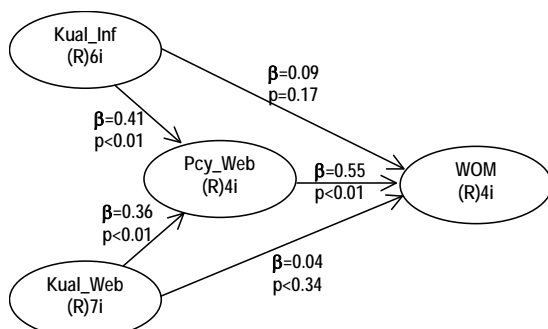 Kual_Inf
(R)6i
β=0.09
p=0.17
β=0.41
p<0.01
Pcy_Web
(R)4i
β=0.55
p<0.01
WOM
(R)4i
β=0.36
p<0.01
β=0.04
p<0.34
Kual_Web
(R)7i